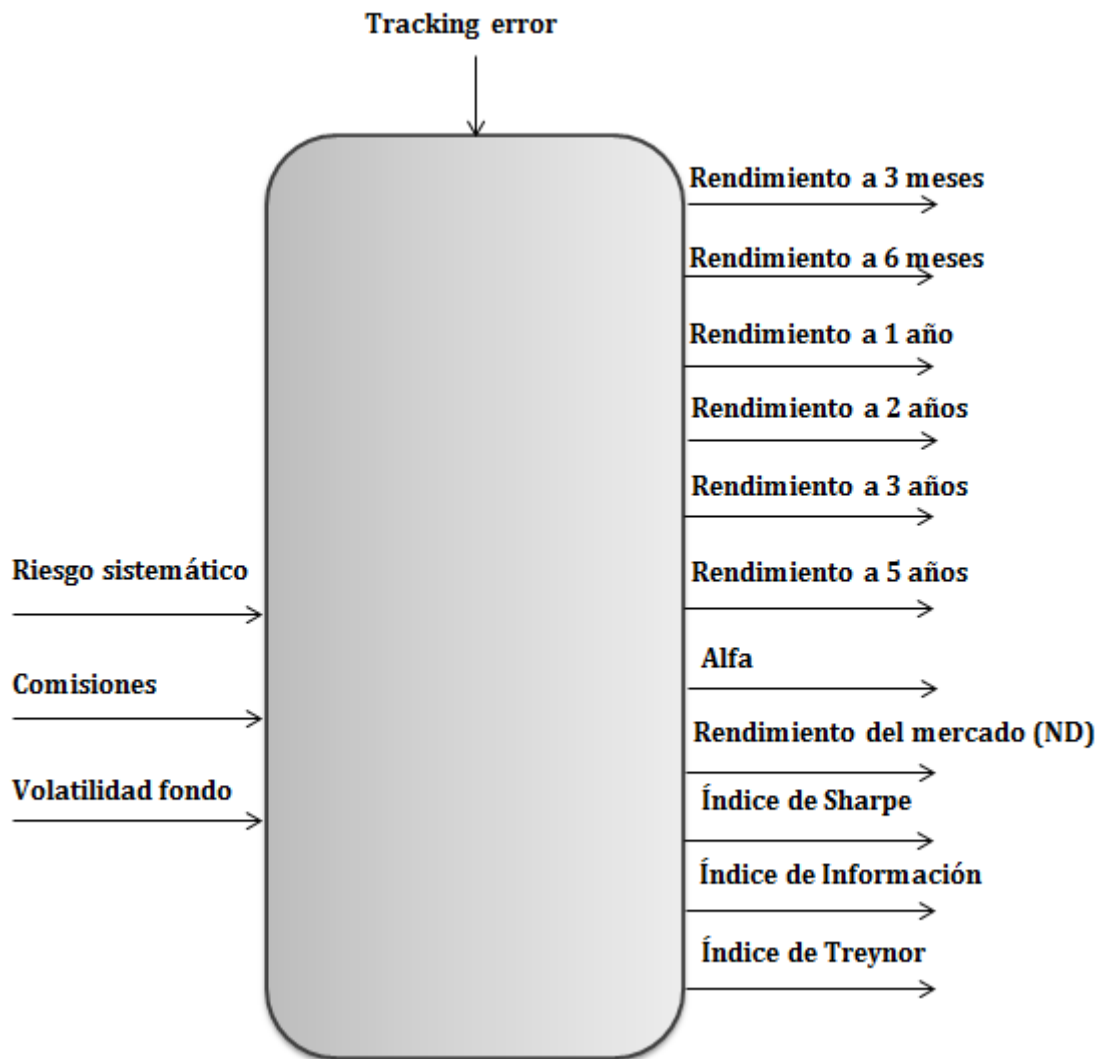 Tracking error
Rendimiento a 3 meses
Rendimiento a 6 meses
Rendimiento a 1 año
Rendimiento a 2 años
Rendimiento a 3 años
Riesgo sistemático
Rendimiento a 5 años
Alfa
Comisiones
Rendimiento del mercado (ND)
Volatilidad fondo
Índice de Sharpe
Índice de Información
Índice de Treynor